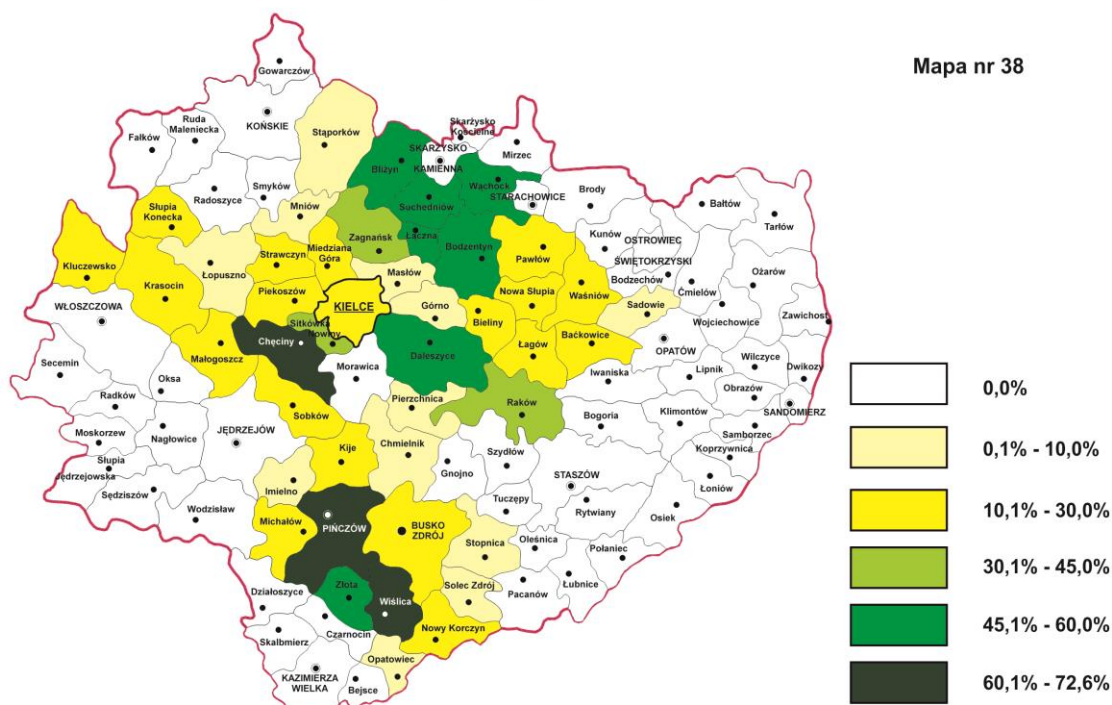 Mapa nr 38
Gowarczów
Ruda
Maleniecka
KOŃSKIE
Fałków
Stąporków
Skarżysko
Kościelne
SKARŻYSKO
KAMIENNA
Mirzec
Bliżyn
Wąchock
STARACHOWICE
Smyków
Radoszyce
Suchedniów
Brody
Bałtów
Tarłów
Słupia
Konecka
Mniów
Zagnańsk
Łączna
Bodzentyn
Kunów
OSTROWIEC
ŚWIĘTOKRZYSKI
Bodzechów
Ćmielów
Ożarów
Kluczewsko
Krasocin
Łopuszno
Strawczyn
Miedziana
Góra
Masłów
Pawłów
Nowa Słupia
Waśniów
Sadowie
Wojciechowice
Zawichost
WŁOSZCZOWA
Piekoszów
KIELCE
Górno
Bieliny
Sitkówka
Nowiny
Chęciny
Małogoszcz
Daleszyce
Łagów
Baćkowice
OPATÓW
Secemin
Oksa
Morawica
Iwaniska
Lipnik
Wilczyce
Dwikozy
Radków
Pierzchnica
Raków
Obrazów
SANDOMIERZ
Sobków
Bogoria
Klimontów
Samborzec
Moskorzew
Nagłowice
JĘDRZEJÓW
Kije
Chmielnik
Gnojno
Szydłów
Koprzywnica
Słupia
Jędrzejowska
STASZÓW
Łoniów
Sędziszów
Imielno
Tuczępy
Rytwiany
Osiek
Wodzisław
Michałów
PIŃCZÓW
BUSKO
ZDRÓJ
Stopnica
Oleśnica
Połaniec
Działoszyce
Złota
Wiślica
Solec Zdrój
Pacanów
Łubnice
Skalbmierz
Czarnocin
Nowy Korczyn
KAZIMIERZA
WIELKA
Opatowiec
Bejsce
0,0%
0,1% - 10,0%
10,1% - 30,0%
30,1% - 45,0%
45,1% - 60,0%
60,1% - 72,6%